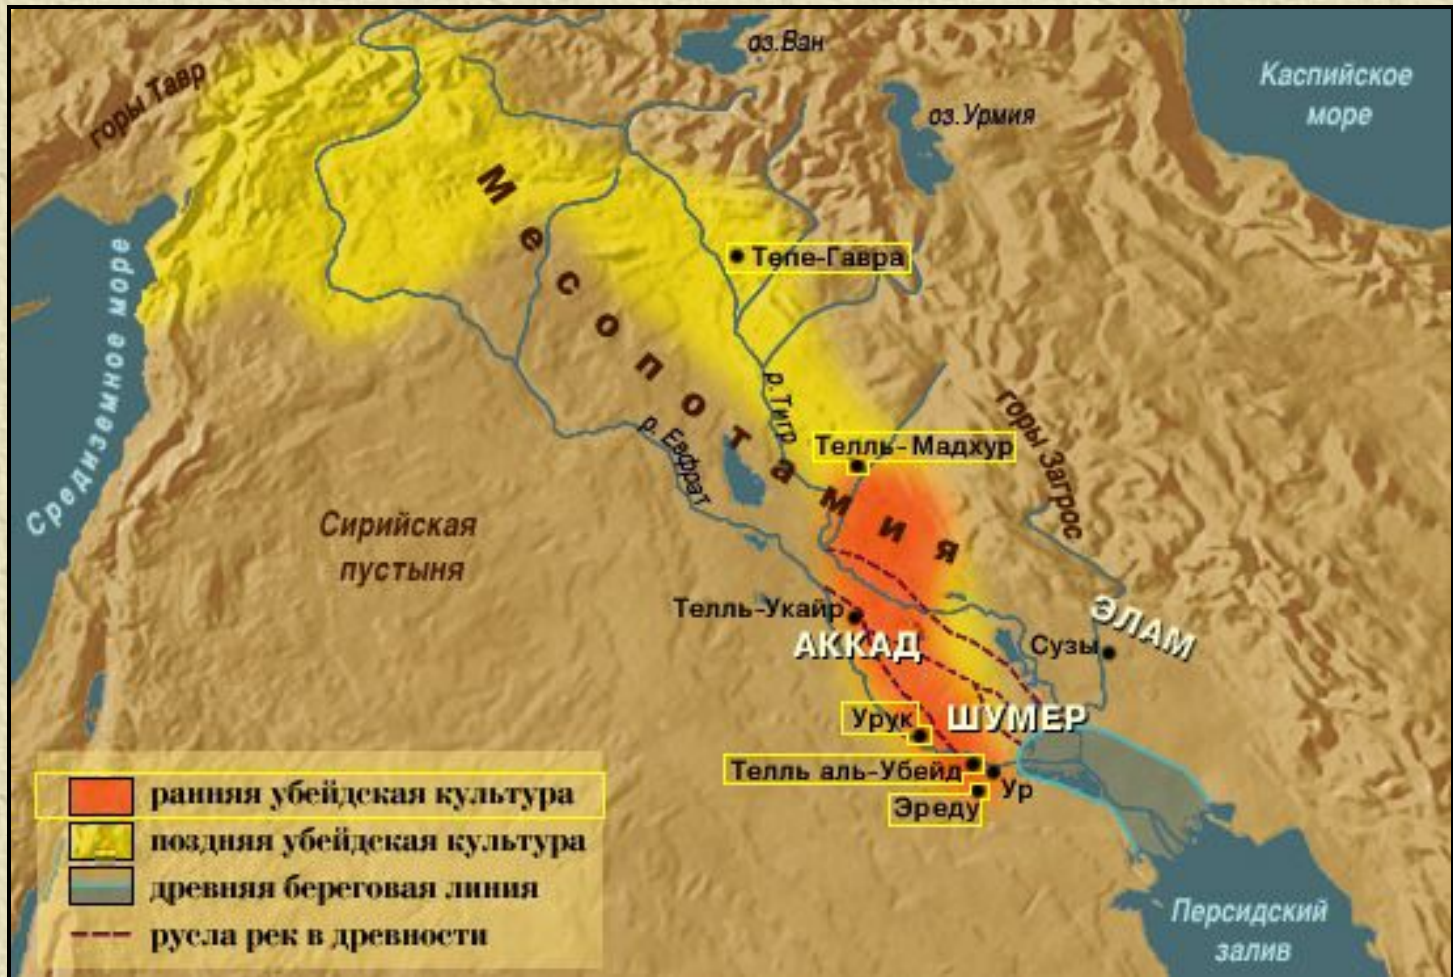 оз.Ван
Каспийское
море
горы Тавр
оз.Урмия
Месопотамия
Тепе-Гавра
Средиземное море
р.Тигр
р. Евфрат
горы Загрос
Телль-Мадхур
Сирийская
пустыня
Телль-Укайр
АККАД
ЭЛАМ
Сузы
Урук
ШУМЕР
Телль аль-Убейд
Ур
Эреду
ранняя убейдская культура
поздняя убейдская культура
древняя береговая линия
русла рек в древности
Персидский
залив